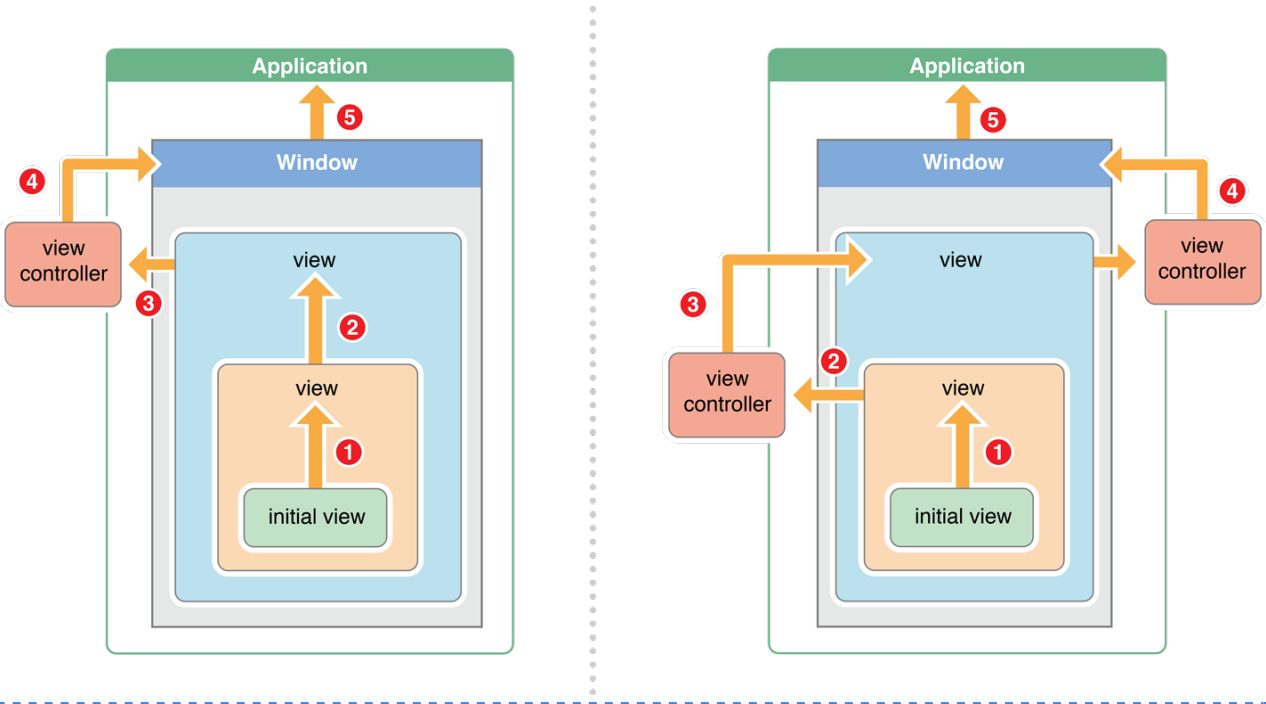 Application
5
Window
4
view
controller
view
3
2
view
1
initial view
Application
5
Window
4
view
controller
view
3
view
controller
2
view
1
initial view